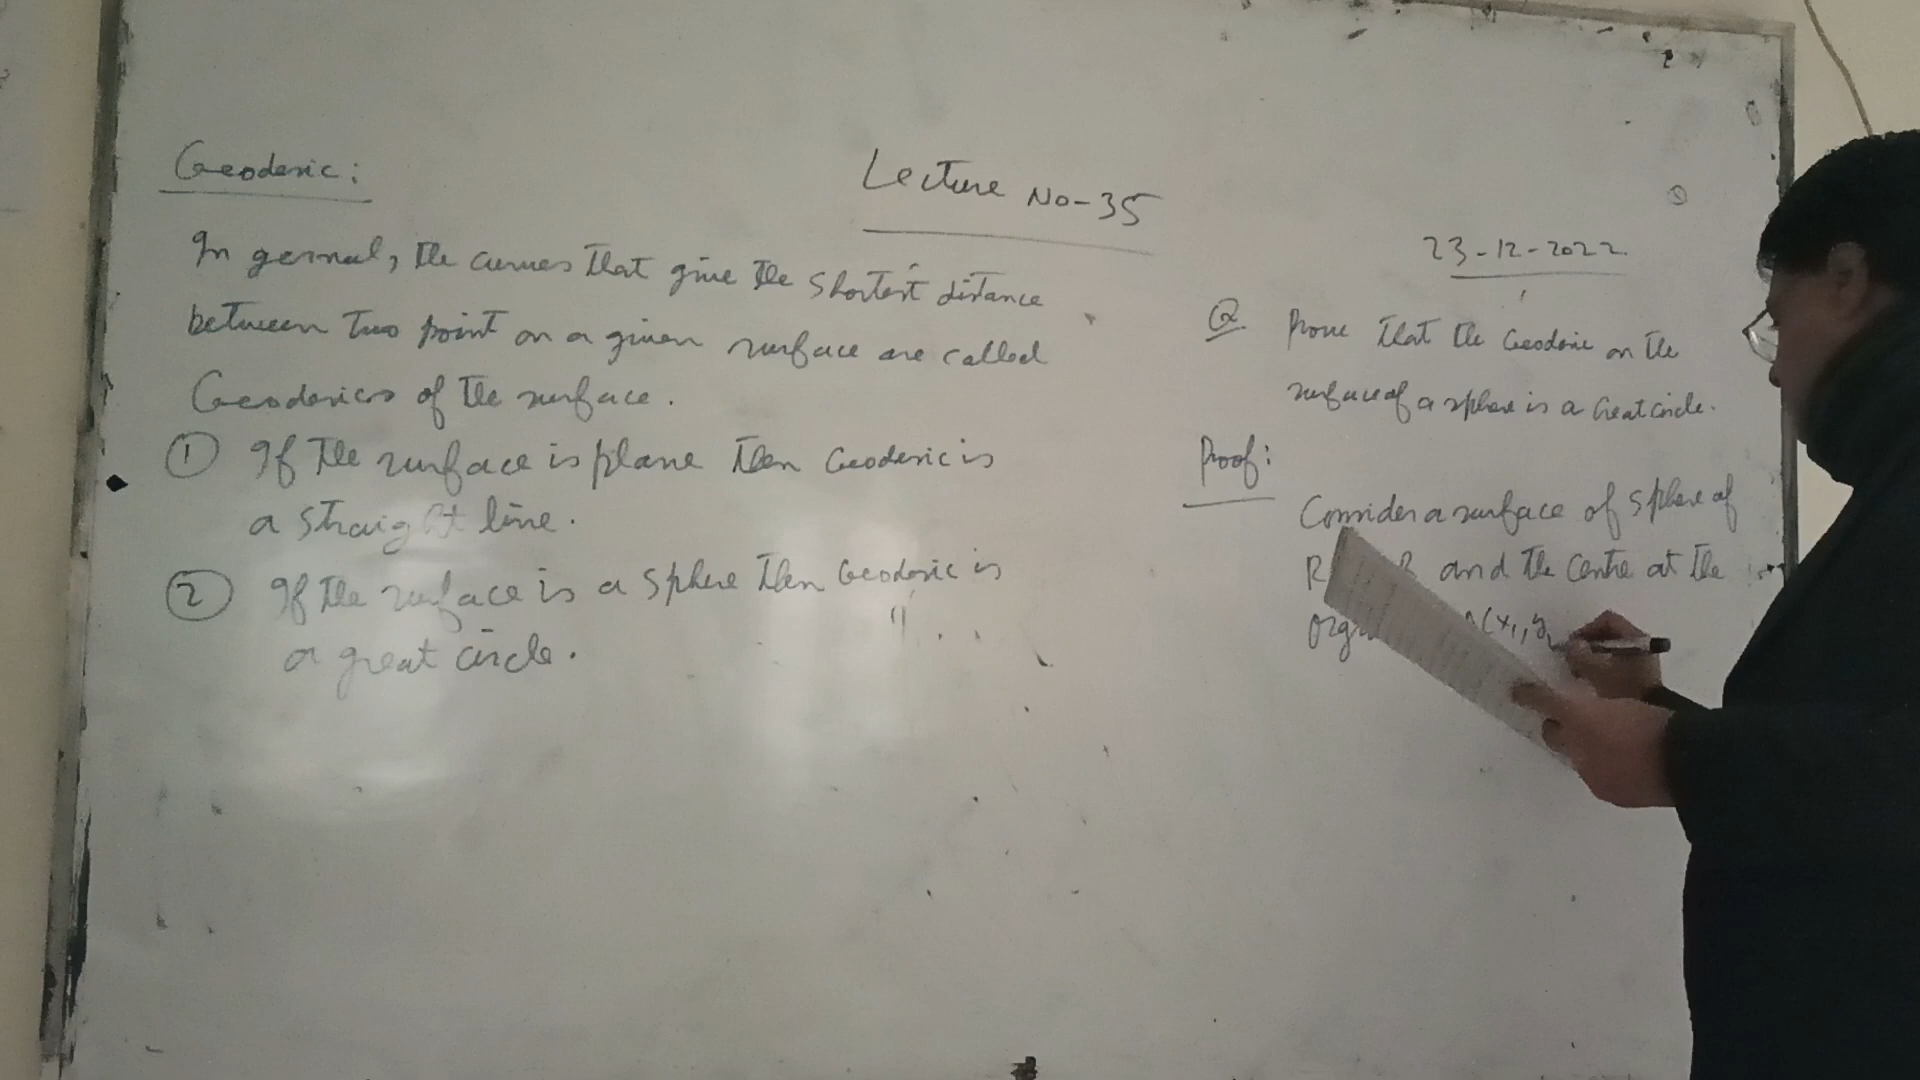 Geodesic:
Lecture No-35
In gernal, the curves that give the shortest distance
between two point on a given surface are called
Geodesics of the surface.
① If the surface is plane then Geodesic is
a straight line.
② If the surface is a sphere then Geodesic is
a great circle.
23-12-2022
Q Prove that the Geodesic on the
surface of a sphere is a Great circle.
Proof:
Consider a surface of sphere of
R and the centre at the
(x₁, y₁